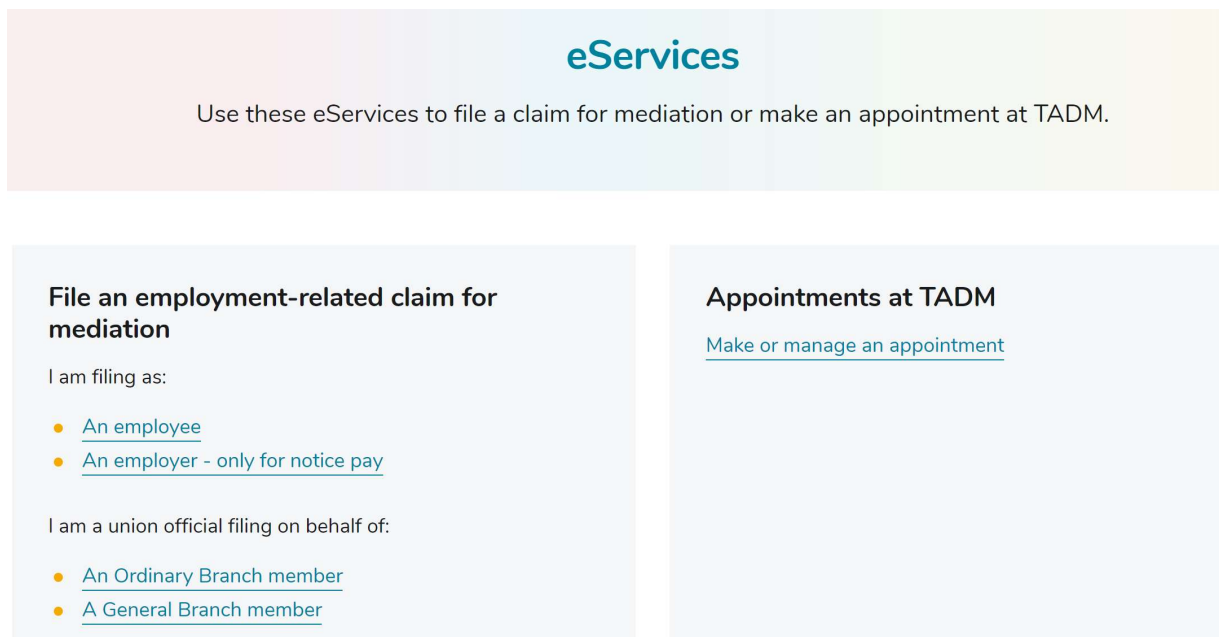 eServices
Use these eServices to file a claim for mediation or make an appointment at TADM.
File an employment-related claim for
mediation
I am filing as:
An employee
An employer - only for notice pay
I am a union official filing on behalf of:
An Ordinary Branch member
A General Branch member
Appointments at TADM
Make or manage an appointment